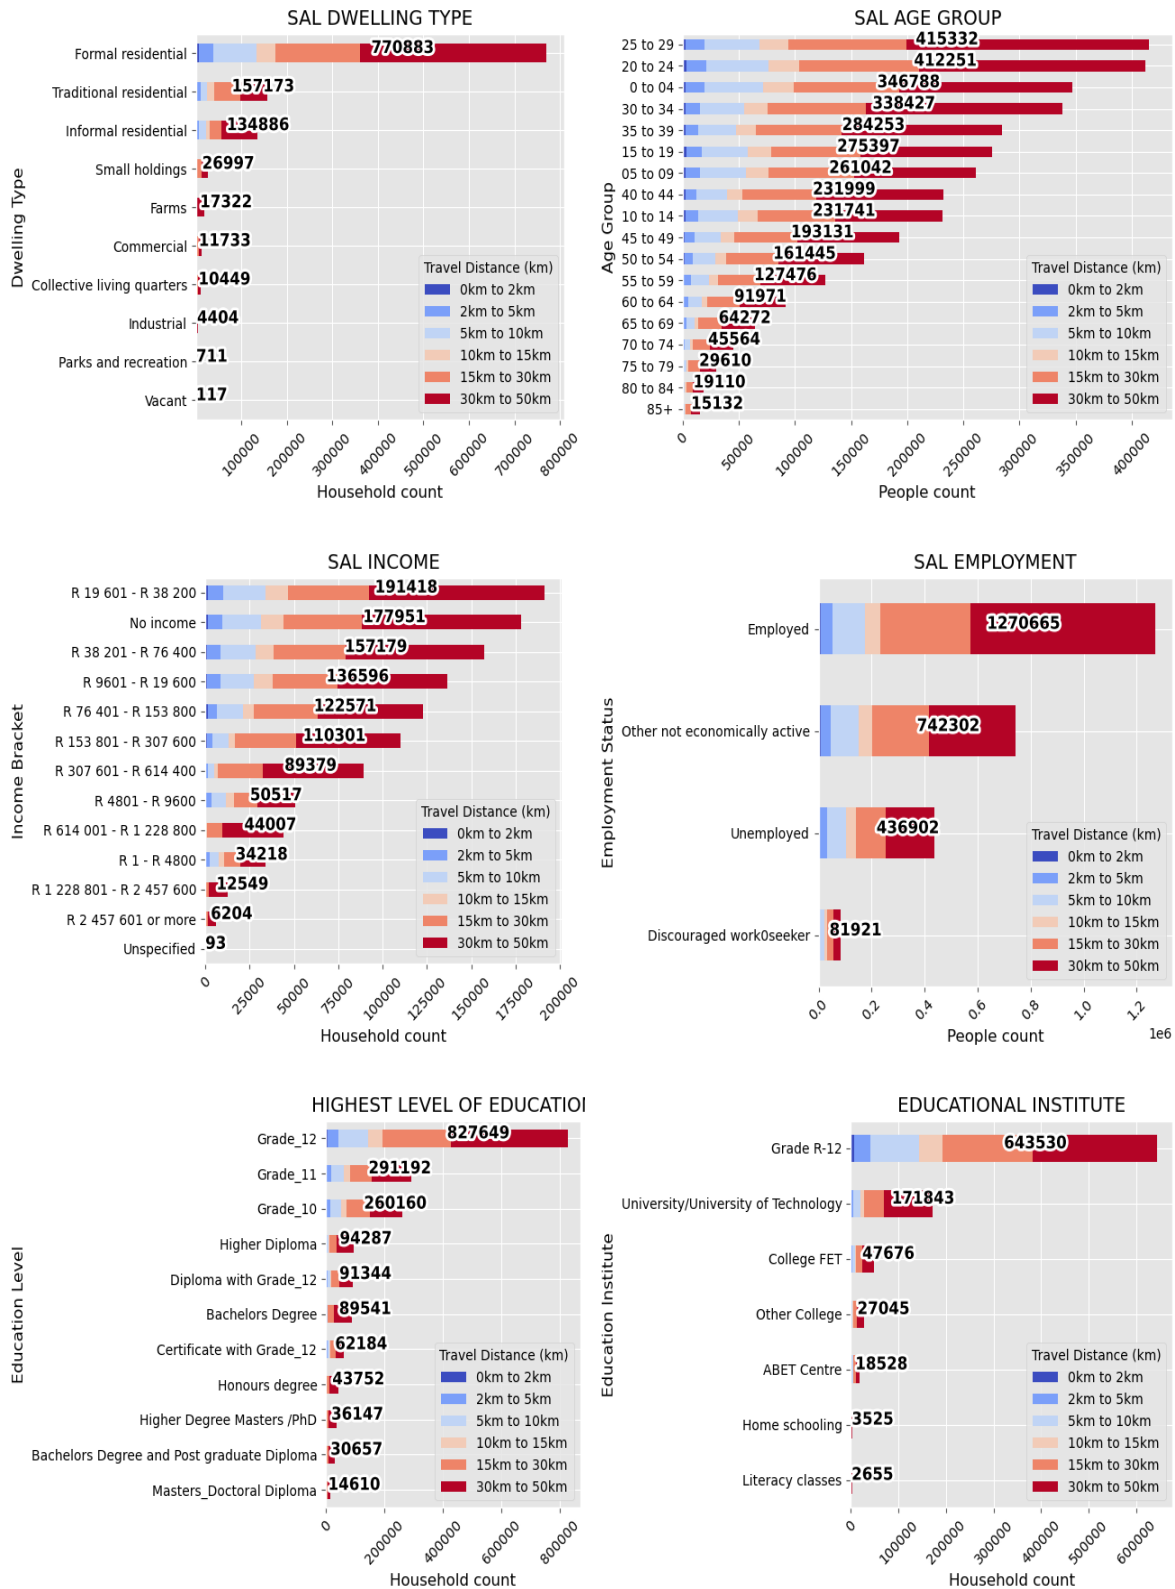 SAL DWELLING TYPE
Dwelling Type
Formal residential
770883
Traditional residential
157173
Informal residential
134886
Small holdings
26997
Farms
17322
Commercial
11733
Collective living quarters
10449
Industrial
4404
Parks and recreation
711
Vacant
117
Travel Distance (km)
0km to 2km
2km to 5km
5km to 10km
10km to 15km
15km to 30km
30km to 50km
100000 200000 300000 400000 500000 600000 700000 800000
Household count
SAL AGE GROUP
Age Group
25 to 29
415332
20 to 24
412251
0 to 04
346788
30 to 34
338427
35 to 39
284253
15 to 19
275397
05 to 09
261042
40 to 44
231999
10 to 14
231741
45 to 49
193131
50 to 54
161445
55 to 59
127476
60 to 64
91971
65 to 69
64272
70 to 74
45564
75 to 79
29610
80 to 84
19110
85+
15132
Travel Distance (km)
0km to 2km
2km to 5km
5km to 10km
10km to 15km
15km to 30km
30km to 50km
0 50000 100000 150000 200000 250000 300000 350000 400000
People count
SAL INCOME
Income Bracket
R 19 601 - R 38 200
191418
No income
177951
R 38 201 - R 76 400
157179
R 9601 - R 19 600
136596
R 76 401 - R 153 800
122571
R 153 801 - R 307 600
110301
R 307 601 - R 614 400
89379
R 4801 - R 9600
50517
R 614 001 - R 1 228 800
44007
R 1 - R 4800
34218
R 1 228 801 - R 2 457 600
12549
R 2 457 601 or more
6204
Unspecified
93
Travel Distance (km)
0km to 2km
2km to 5km
5km to 10km
10km to 15km
15km to 30km
30km to 50km
0 25000 50000 75000 100000 125000 150000 175000 200000
Household count
SAL EMPLOYMENT
Employment Status
Employed
1270665
Other not economically active
742302
Unemployed
436902
Discouraged work0seeker
81921
Travel Distance (km)
0km to 2km
2km to 5km
5km to 10km
10km to 15km
15km to 30km
30km to 50km
0.0 0.2 0.4 0.6 0.8 1.0 1.2
1e6
People count
HIGHEST LEVEL OF EDUCATION
Education Level
Grade_12
827649
Grade_11
291192
Grade_10
260160
Higher Diploma
94287
Diploma with Grade_12
91344
Bachelors Degree
89541
Certificate with Grade_12
62184
Honours degree
43752
Higher Degree Masters /PhD
36147
Bachelors Degree and Post graduate Diploma
30657
Masters_Doctoral Diploma
14610
Travel Distance (km)
0km to 2km
2km to 5km
5km to 10km
10km to 15km
15km to 30km
30km to 50km
0 200000 400000 600000 800000
Household count
EDUCATIONAL INSTITUTE
Education Institute
Grade R-12
643530
University/University of Technology
171843
College FET
47676
Other College
27045
ABET Centre
18528
Home schooling
3525
Literacy classes
2655
Travel Distance (km)
0km to 2km
2km to 5km
5km to 10km
10km to 15km
15km to 30km
30km to 50km
0 100000 200000 300000 400000 500000 600000
Household count